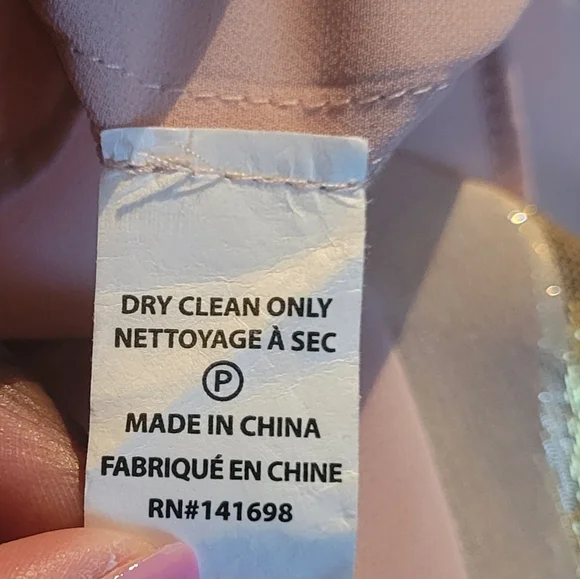 DRY CLEAN ONLY
NETTOYAGE À SEC
P
MADE IN CHINA
FABRIQUÉ EN CHINE
RN#141698